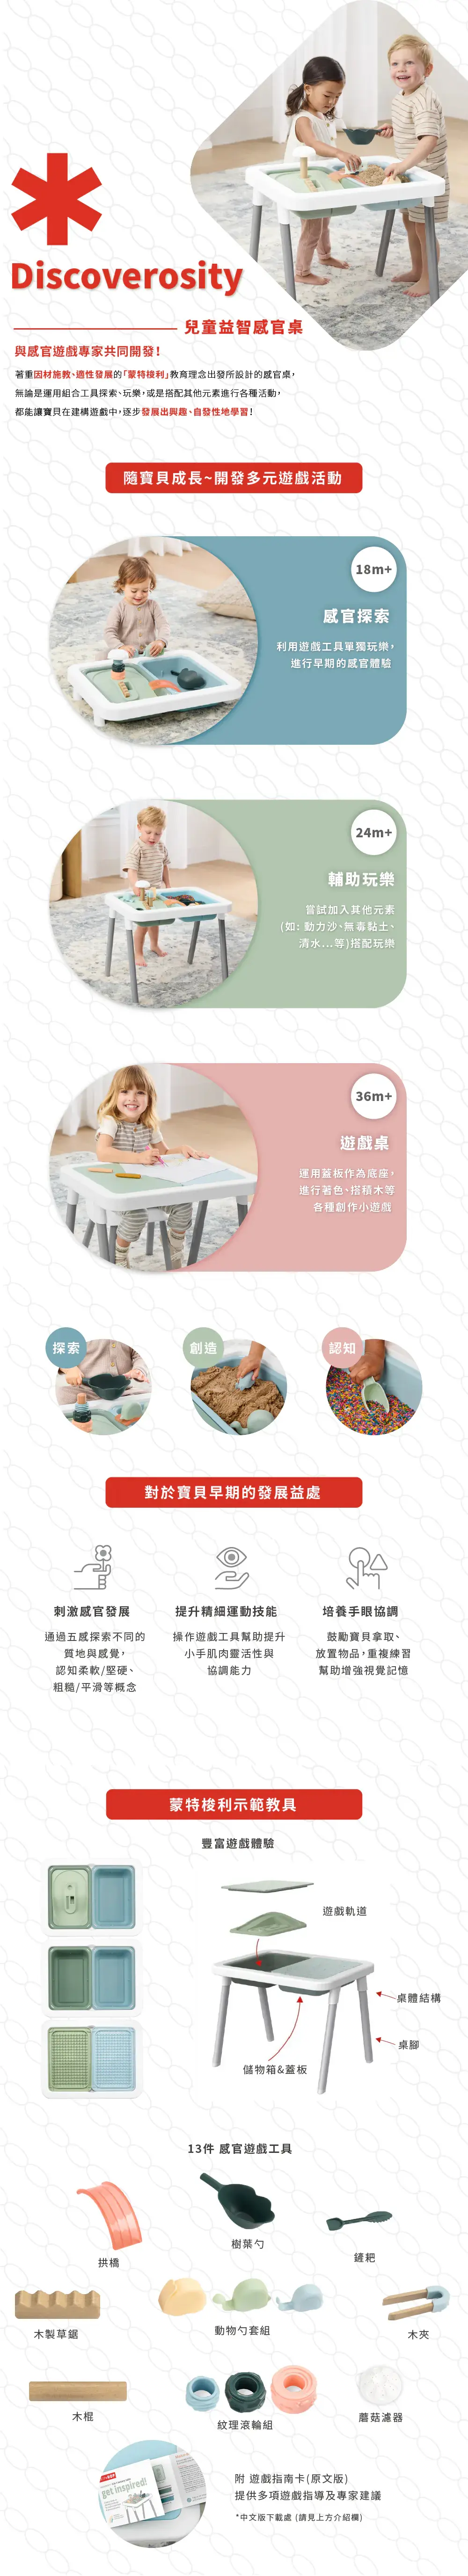 Discoverosity
兒童益智感官桌
與感官遊戲專家共同開發！
著重因材施教、適性發展的「蒙特梭利」教育理念出發所設計的感官桌，
無論是運用組合工具探索、玩樂，或是搭配其他元素進行各種活動，
都能讓寶貝在建構遊戲中，逐步發展出興趣、自發性地學習！
隨寶貝成長~開發多元遊戲活動
18m+
感官探索
利用遊戲工具單獨玩樂，
進行早期的感官體驗
24m+
輔助玩樂
嘗試加入其他元素
(如: 動力沙、無毒黏土、
清水...等)搭配玩樂
36m+
遊戲桌
運用蓋板作為底座，
進行著色、搭積木等
各種創作小遊戲
探索
創造
認知
對於寶貝早期的發展益處
刺激感官發展
通過五感探索不同的
質地與感覺，
認知柔軟/堅硬、
粗糙/平滑等概念
提升精細運動技能
操作遊戲工具幫助提升
小手肌肉靈活性與
協調能力
培養手眼協調
鼓勵寶貝拿取、
放置物品，重複練習
幫助增強視覺記憶
蒙特梭利示範教具
豐富遊戲體驗
遊戲軌道
桌體結構
桌腳
儲物箱&蓋板
13件 感官遊戲工具
拱橋
樹葉勺
鏟耙
木製草鋸
動物勺套組
木夾
木棍
紋理滾輪組
蘑菇濾器
get inspired!
附 遊戲指南卡(原文版)
提供多項遊戲指導及專家建議
*中文版下載處 (請見上方介紹欄)